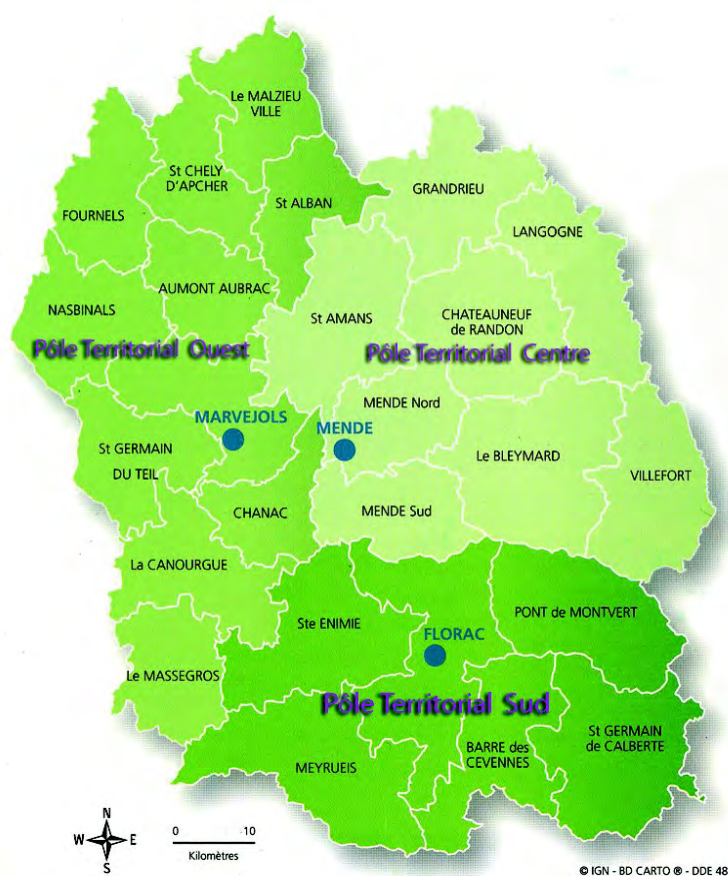 Le MALZIEU
VILLE
St CHELY
D'APCHER
St ALBAN
GRANDRIEU
FOURNELS
LANGOGNE
AUMONT AUBRAC
NASBINALS
St AMANS
CHATEAUNEUF
de RANDON
Pôle Territorial Ouest
Pôle Territorial Centre
MENDE Nord
MARVEJOLS
MENDE
St GERMAIN
DU TEIL
Le BLEYMARD
VILLEFORT
CHANAC
MENDE Sud
La CANOURGUE
PONT de MONTVERT
Ste ENIMIE
FLORAC
Le MASSEGROS
Pôle Territorial Sud
St GERMAIN
de CALBERTE
BARRE des
CEVENNES
MEYRUEIS
N
W
E
S
0 10
Kilomètres
© IGN - BD CARTO ® - DDE 48